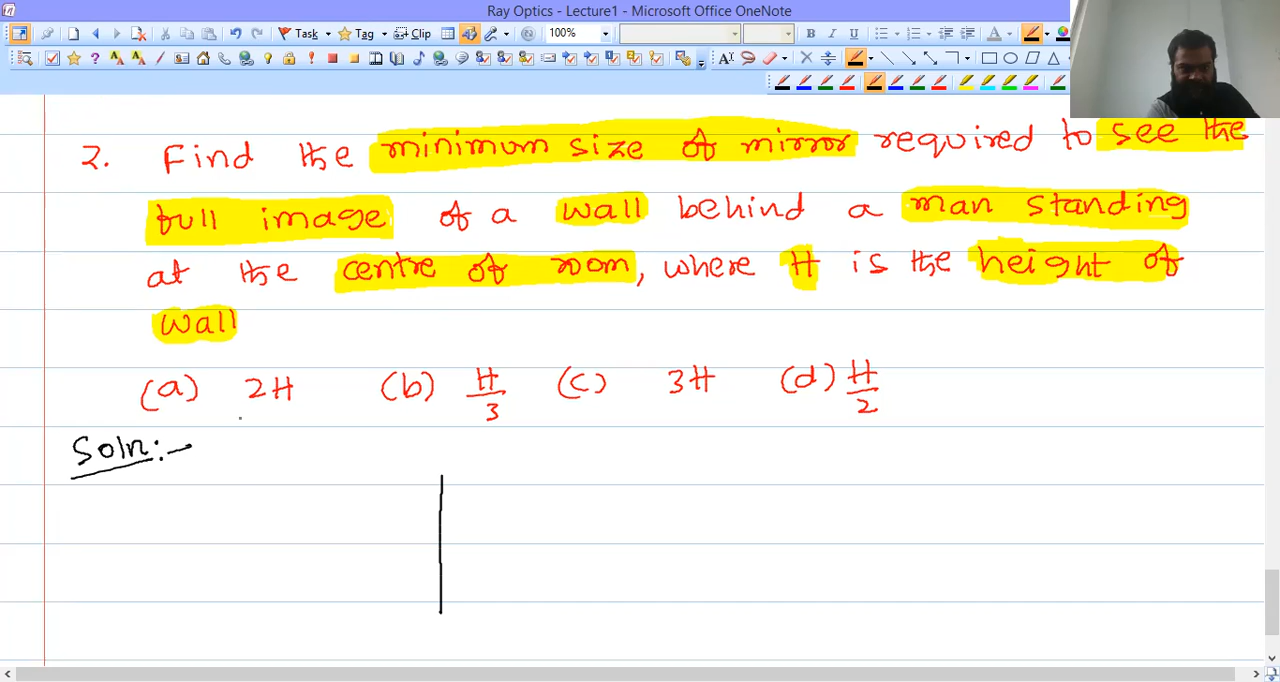 Ray Optics - Lecture1 - Microsoft Office OneNote
Task Tag Clip 100% B I U A
2. Find the minimum size of mirror required to see the
full image of a wall behind a man standing
at the centre of room, where H is the height of
wall
(a) 2H (b) H/3 (c) 3H (d) H/2
Soln:-